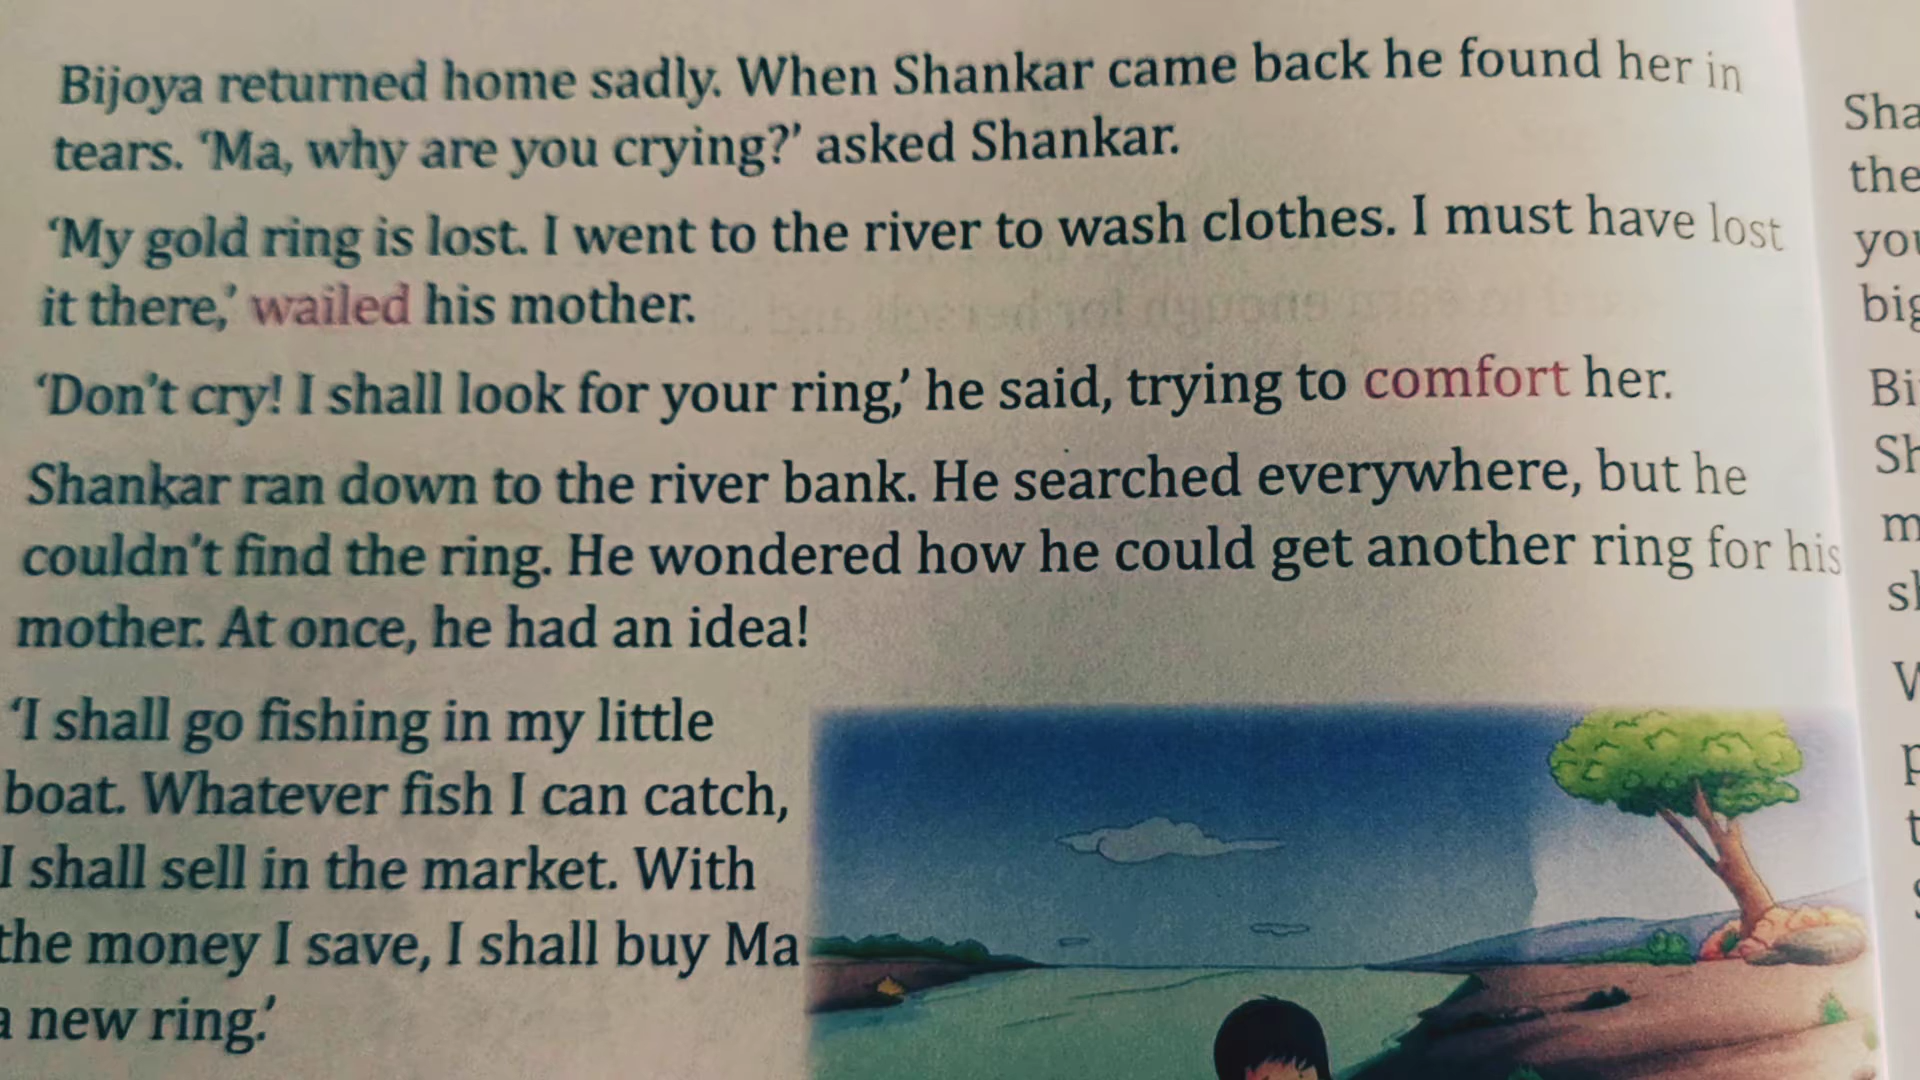 Bijoya returned home sadly. When Shankar came back he found her in
tears. ‘Ma, why are you crying?’ asked Shankar.
‘My gold ring is lost. I went to the river to wash clothes. I must have lost
it there,’ wailed his mother.
‘Don’t cry! I shall look for your ring,’ he said, trying to comfort her.
Shankar ran down to the river bank. He searched everywhere, but he
couldn’t find the ring. He wondered how he could get another ring for his
mother. At once, he had an idea!
‘I shall go fishing in my little
boat. Whatever fish I can catch,
I shall sell in the market. With
the money I save, I shall buy Ma
a new ring.’